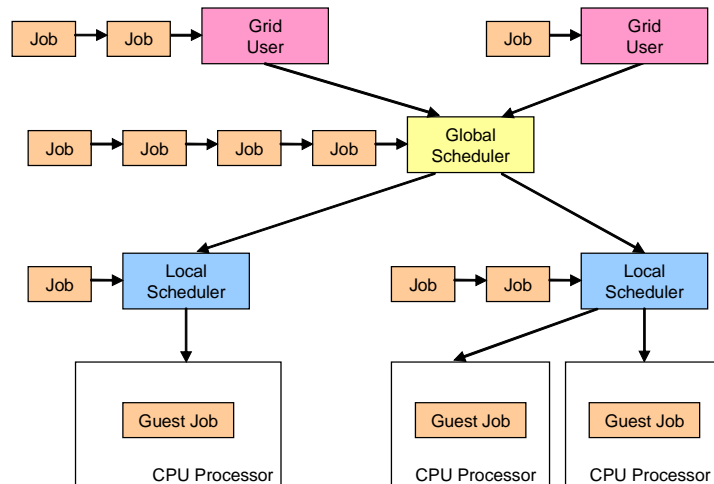 Job
Job
Grid
User
Job
Grid
User
Job
Job
Job
Job
Global
Scheduler
Job
Local
Scheduler
Job
Job
Local
Scheduler
Guest Job
CPU Processor
Guest Job
CPU Processor
Guest Job
CPU Processor